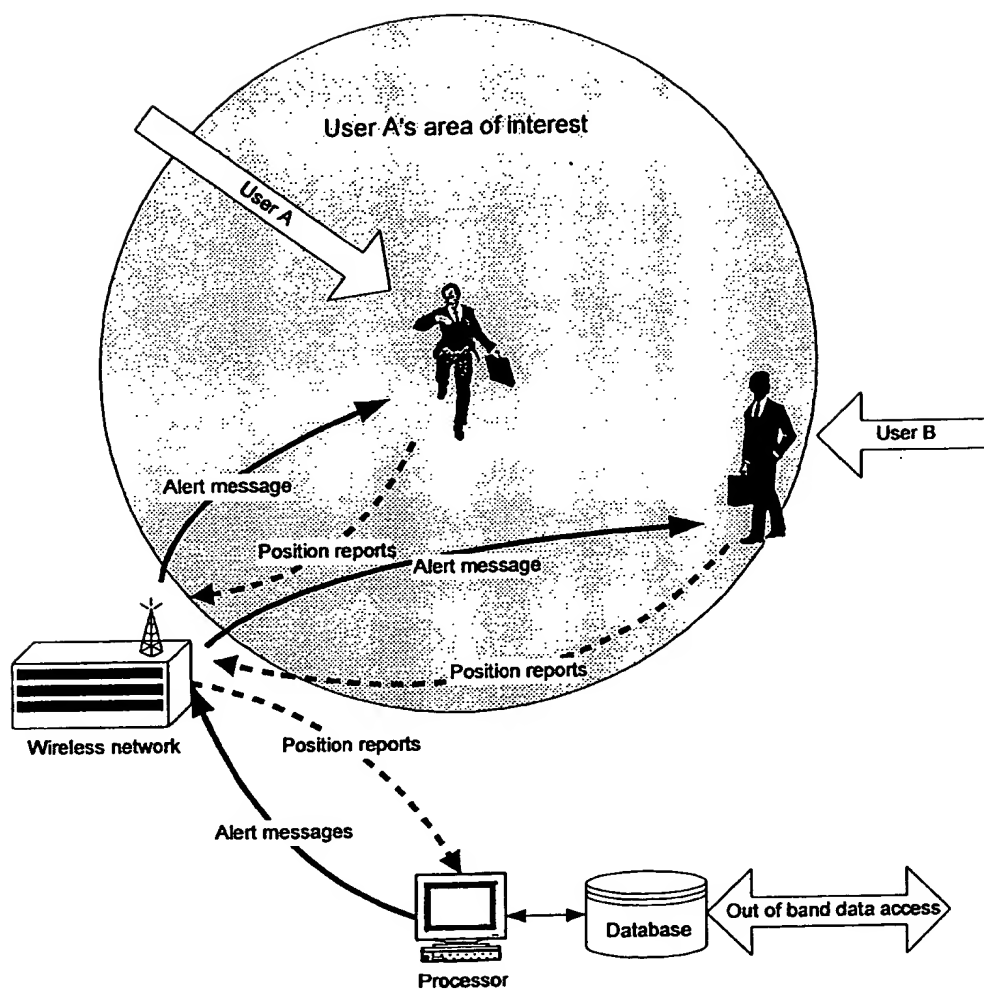 User A's area of interest
User A
User B
Alert message
Position reports
Alert message
Position reports
Wireless network
Position reports
Alert messages
Processor
Database
Out of band data access